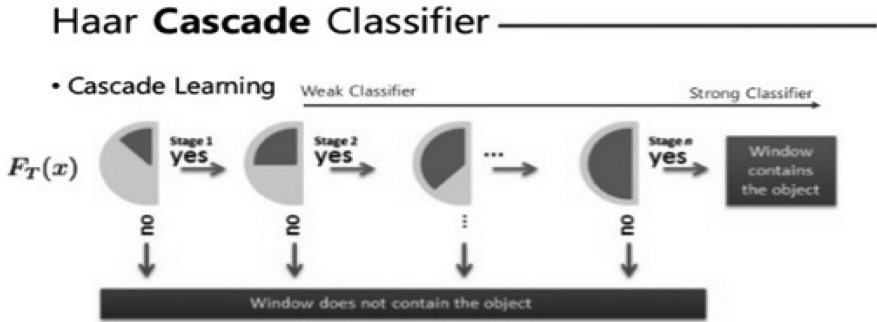 Haar Cascade Classifier
• Cascade Learning
Weak Classifier
Strong Classifier
F_T(x)
Stage 1
yes
Stage 2
yes
...
Stage n
yes
Window
contains
the object
no
no
...
no
Window does not contain the object